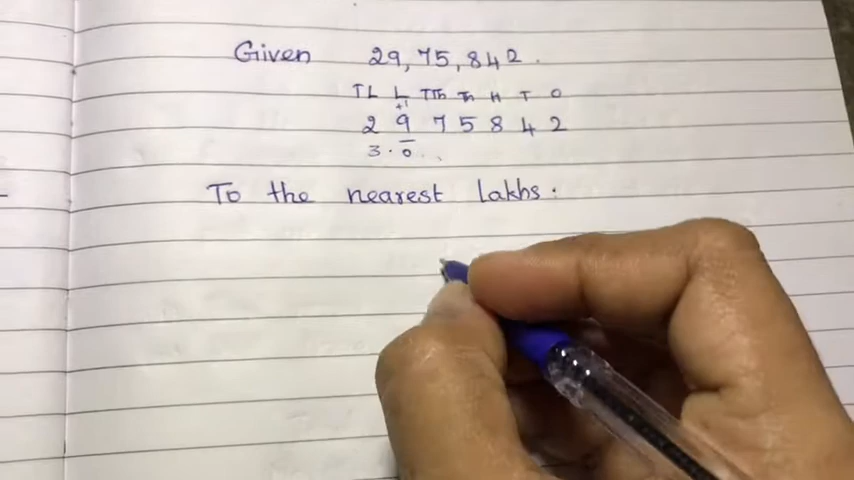 Given 29,75,842.
TL L TTh Th H T O
+1
2 9 7 5 8 4 2
3 . 0 . .
To the nearest lakhs .